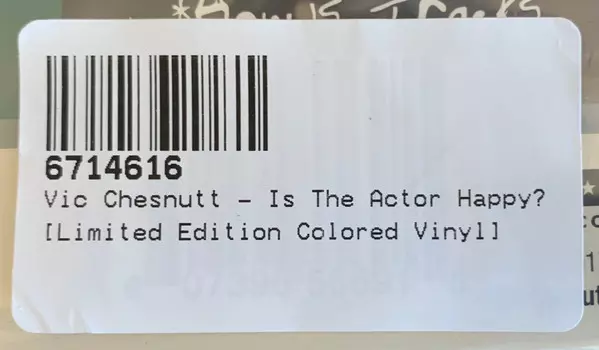 6714616
Vic Chesnutt - Is The Actor Happy?
[Limited Edition Colored Vinyl]